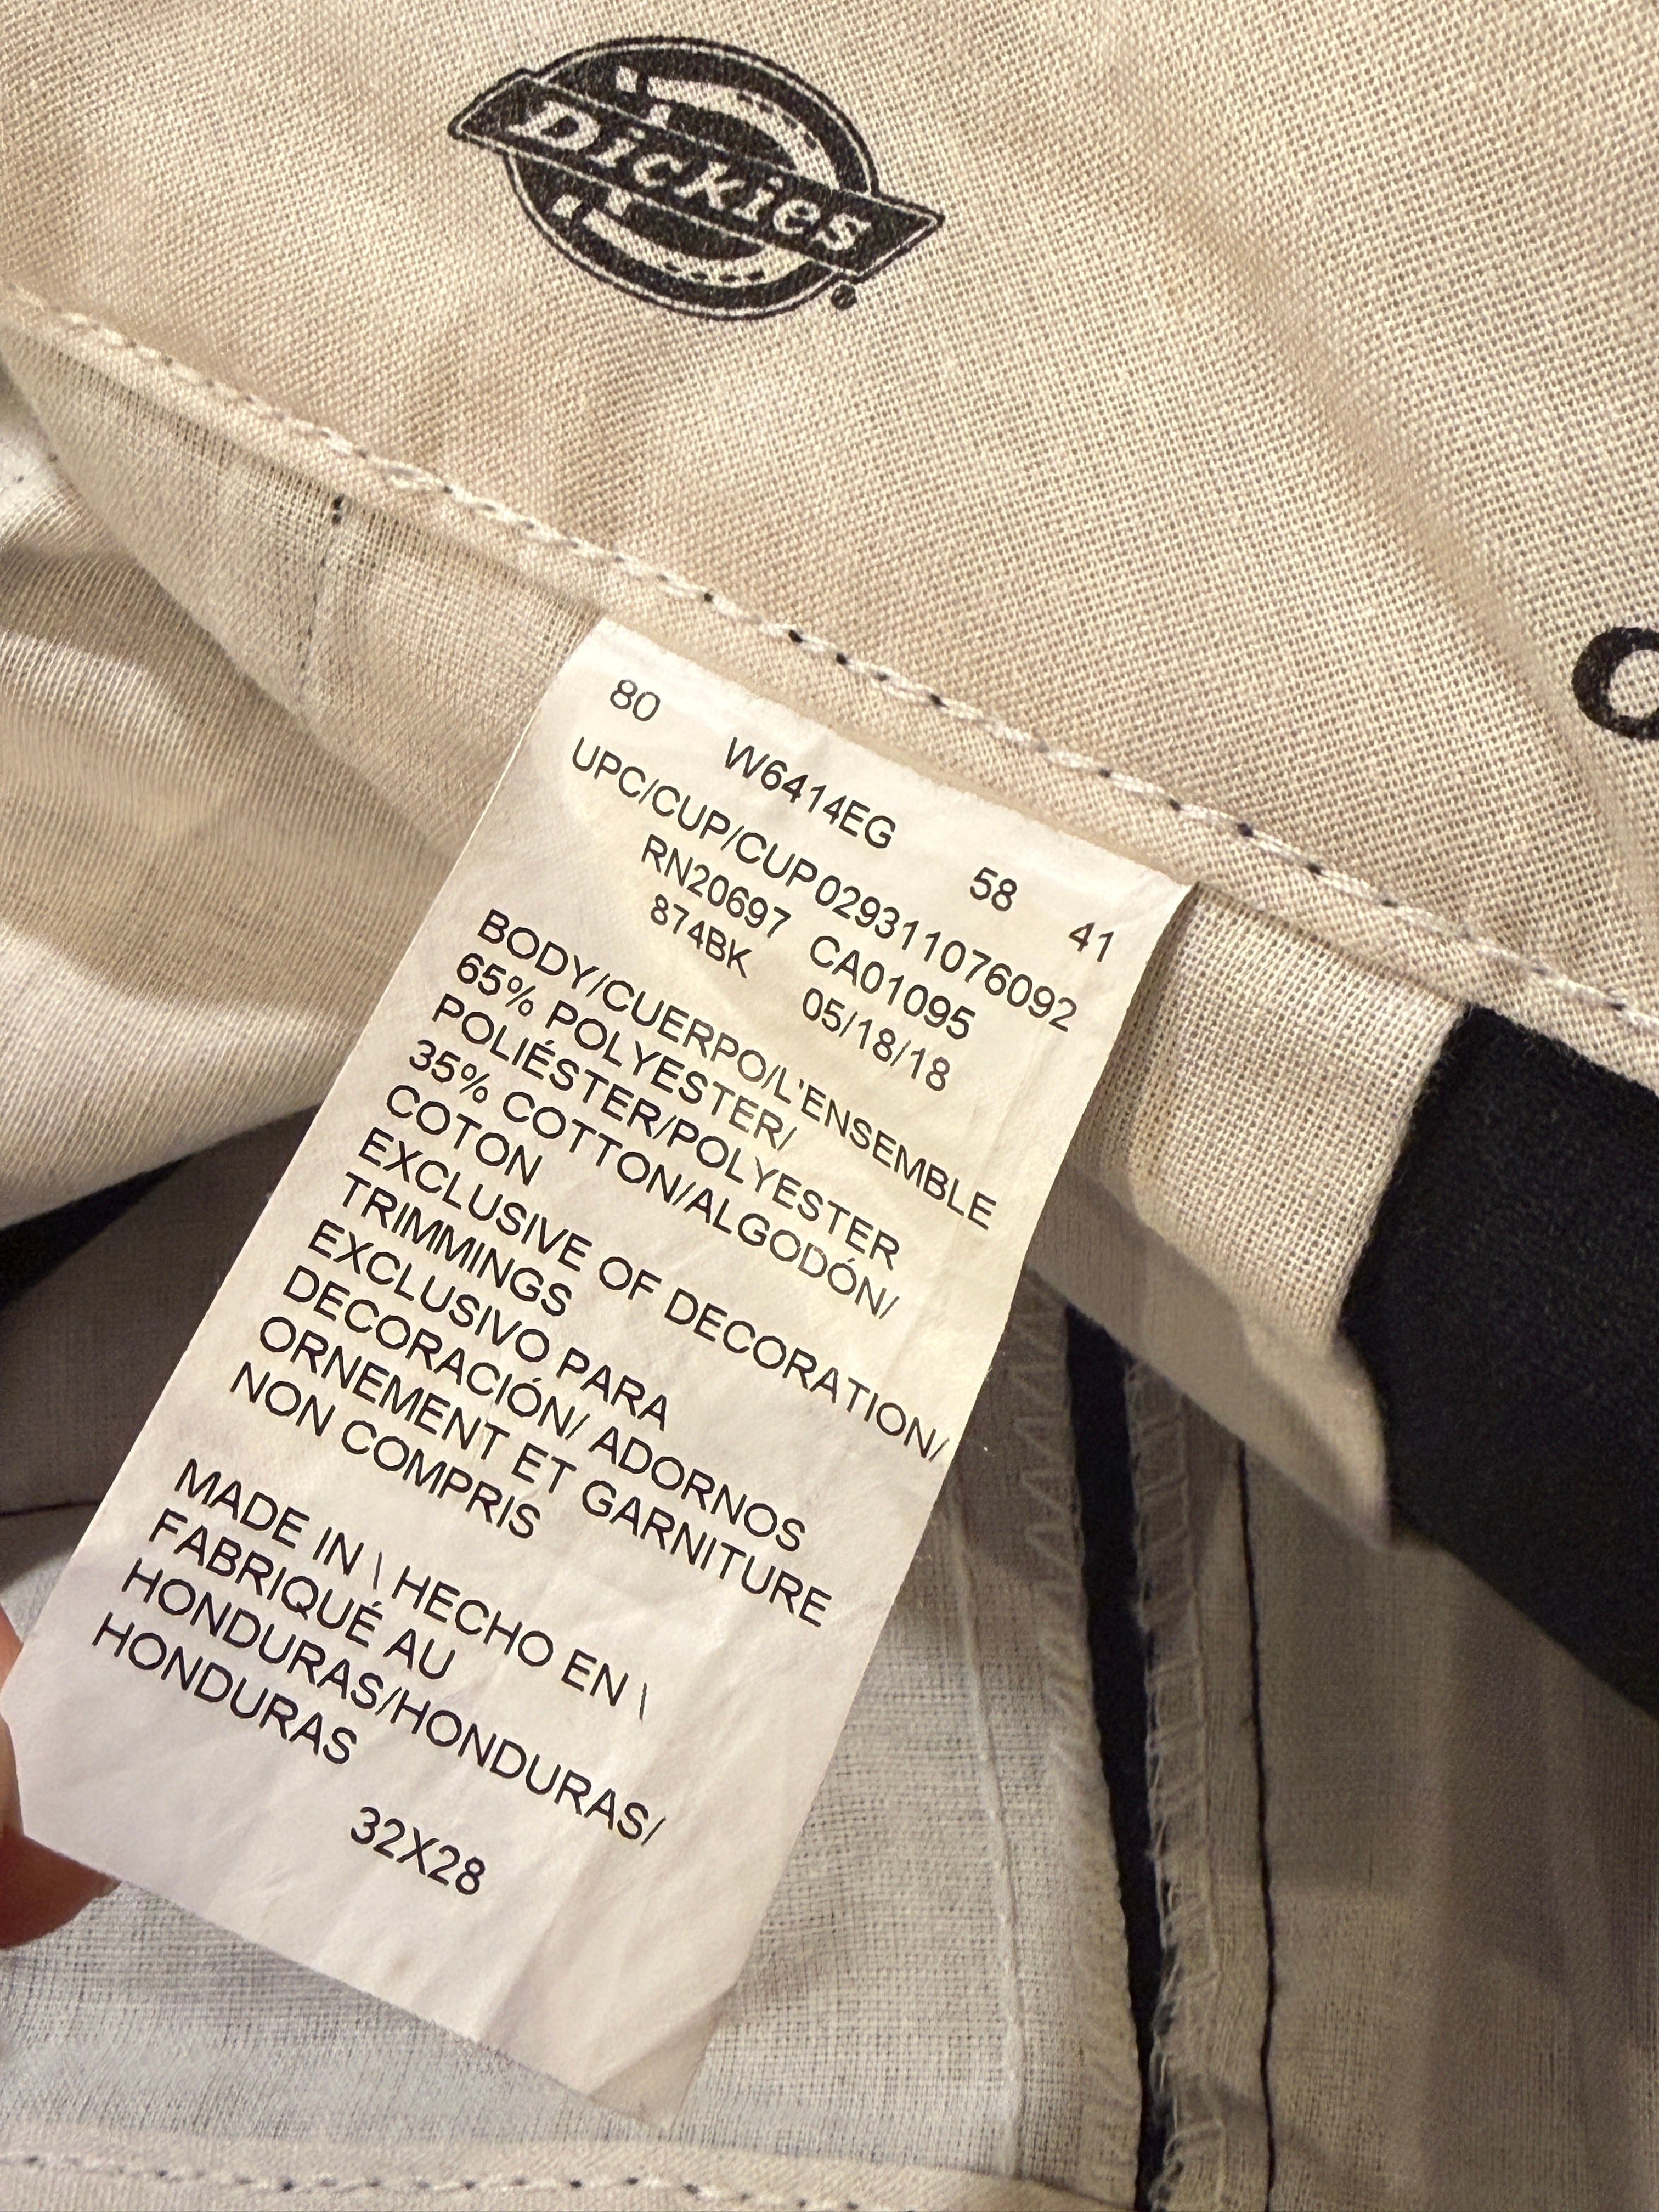 Dickies®
80 W6414EG 58 41
UPC/CUP/CUP029311076092
RN20697 CA01095
874BK 05/18/18
BODY/CUERPO/L'ENSEMBLE
65% POLYESTER/
POLIÉSTER/POLYESTER
35% COTTON/ALGODÓN/
COTON
EXCLUSIVE OF DECORATION/
TRIMMINGS
EXCLUSIVO PARA
DECORACIÓN/ ADORNOS
ORNEMENT ET GARNITURE
NON COMPRIS
MADE IN \ HECHO EN \
FABRIQUÉ AU
HONDURAS/HONDURAS/
HONDURAS
32X28